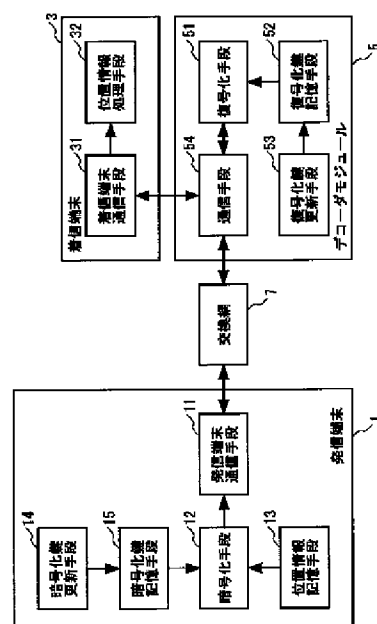 発信端末
1
暗号化鍵
更新手段
14
暗号化鍵
記憶手段
15
暗号化手段
12
位置情報
記憶手段
13
発信端末
通信手段
11
交換網
7
着信端末
3
着信端末
通信手段
31
位置情報
処理手段
32
デコーダモジュール
5
通信手段
54
復号化手段
51
復号化鍵
更新手段
53
復号化鍵
記憶手段
52